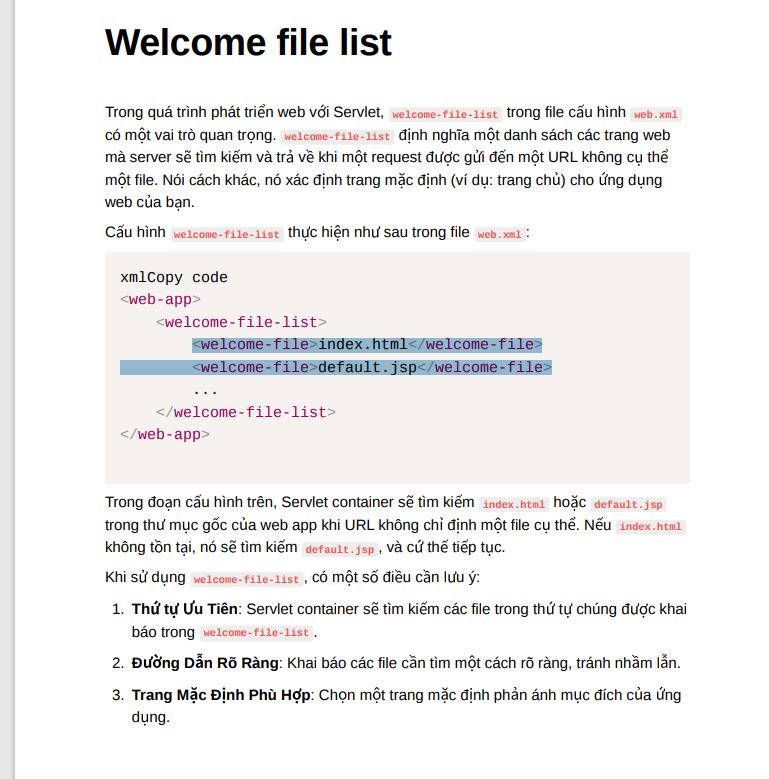 Welcome file list
Trong quá trình phát triển web với Servlet, welcome-file-list trong file cấu hình web.xml
có một vai trò quan trọng. welcome-file-list định nghĩa một danh sách các trang web
mà server sẽ tìm kiếm và trả về khi một request được gửi đến một URL không cụ thể
một file. Nói cách khác, nó xác định trang mặc định (ví dụ: trang chủ) cho ứng dụng
web của bạn.
Cấu hình welcome-file-list thực hiện như sau trong file web.xml:
xmlCopy code
<web-app>
    <welcome-file-list>
        <welcome-file>index.html</welcome-file>
        <welcome-file>default.jsp</welcome-file>
        ...
    </welcome-file-list>
</web-app>
Trong đoạn cấu hình trên, Servlet container sẽ tìm kiếm index.html hoặc default.jsp
trong thư mục gốc của web app khi URL không chỉ định một file cụ thể. Nếu index.html
không tồn tại, nó sẽ tìm kiếm default.jsp, và cứ thế tiếp tục.
Khi sử dụng welcome-file-list, có một số điều cần lưu ý:
1. Thứ tự Ưu Tiên: Servlet container sẽ tìm kiếm các file trong thứ tự chúng được khai
báo trong welcome-file-list.
2. Đường Dẫn Rõ Ràng: Khai báo các file cần tìm một cách rõ ràng, tránh nhầm lẫn.
3. Trang Mặc Định Phù Hợp: Chọn một trang mặc định phản ánh mục đích của ứng
dụng.